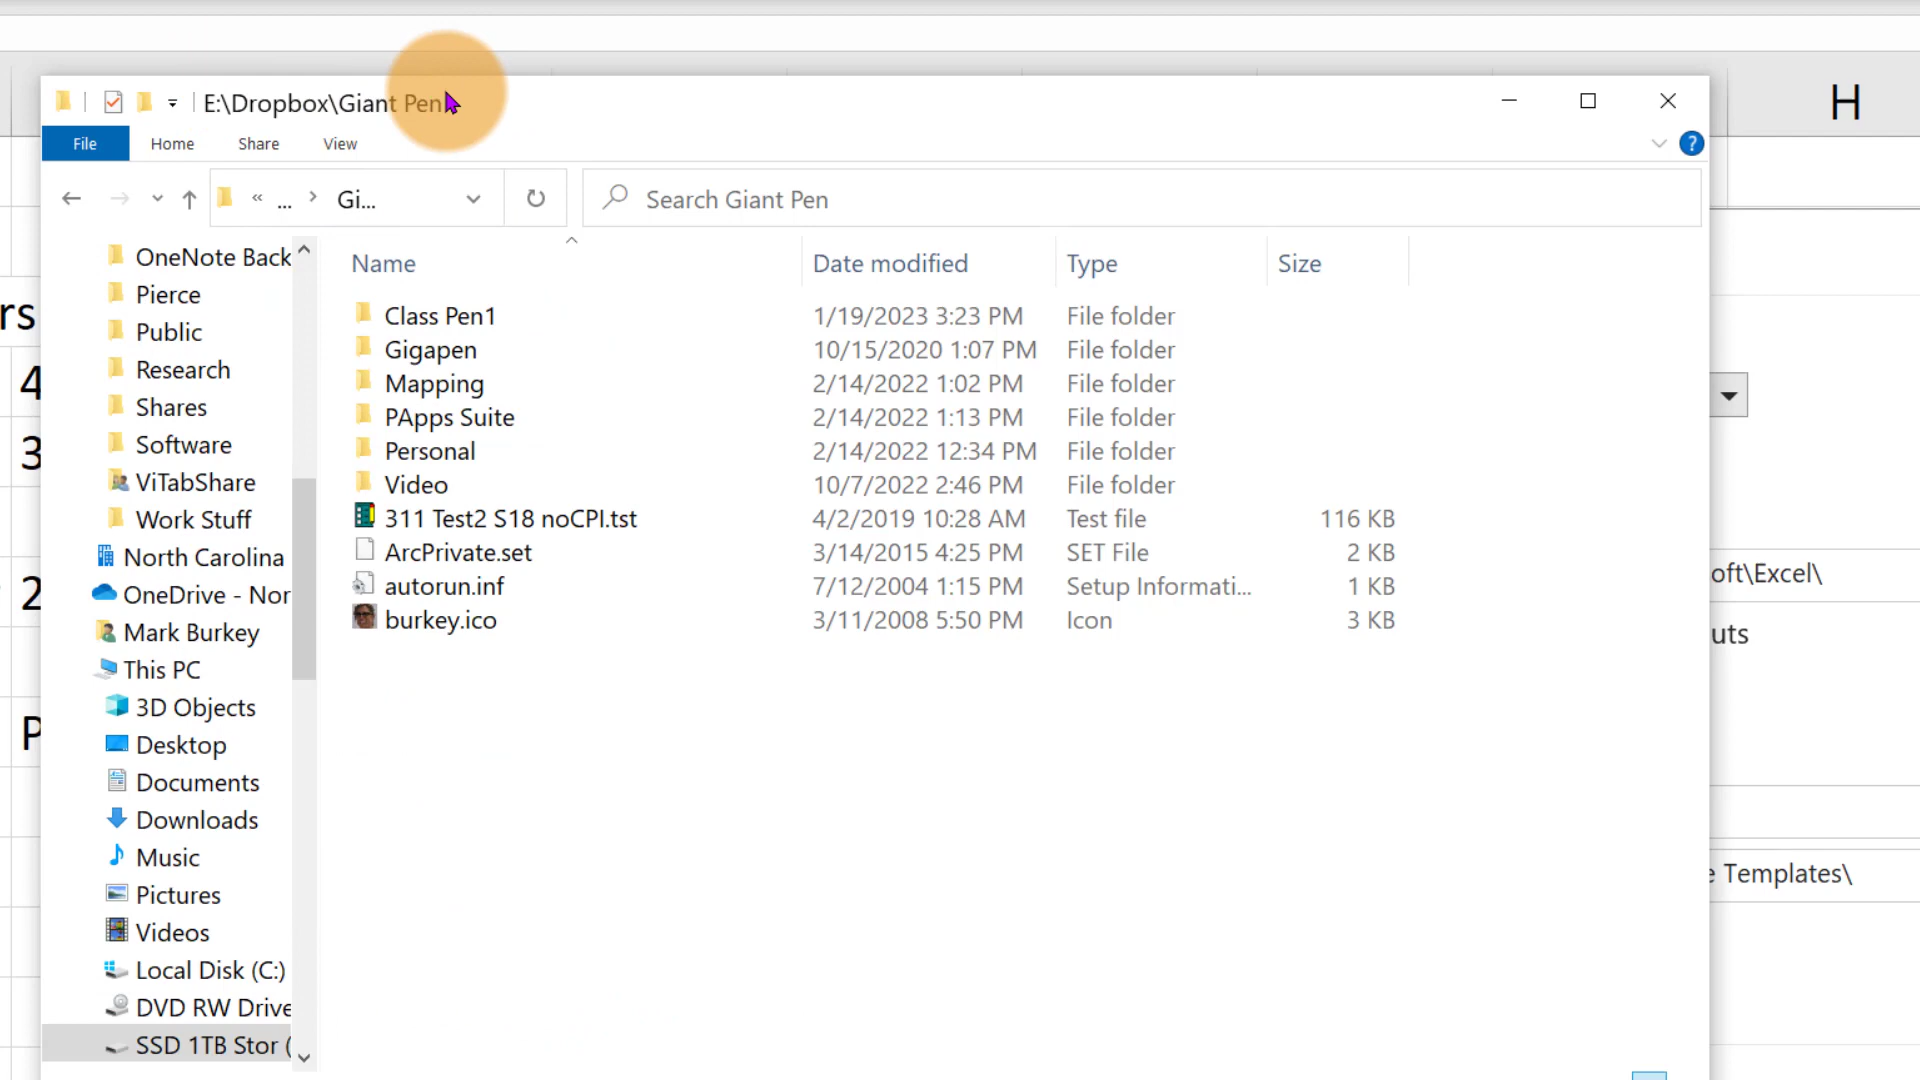 E:\Dropbox\Giant Pen
H
File
Home
Share
View
?
« ... > Gi...
Search Giant Pen
Name
Date modified
Type
Size
OneNote Back
Pierce
Public
Research
Shares
Software
ViTabShare
Work Stuff
North Carolina
OneDrive - Nor
Mark Burkey
This PC
3D Objects
Desktop
Documents
Downloads
Music
Pictures
Videos
Local Disk (C:)
DVD RW Drive
SSD 1TB Stor (
Class Pen1 1/19/2023 3:23 PM File folder
Gigapen 10/15/2020 1:07 PM File folder
Mapping 2/14/2022 1:02 PM File folder
PApps Suite 2/14/2022 1:13 PM File folder
Personal 2/14/2022 12:34 PM File folder
Video 10/7/2022 2:46 PM File folder
311 Test2 S18 noCPI.tst 4/2/2019 10:28 AM Test file 116 KB
ArcPrivate.set 3/14/2015 4:25 PM SET File 2 KB
autorun.inf 7/12/2004 1:15 PM Setup Informati... 1 KB
burkey.ico 3/11/2008 5:50 PM Icon 3 KB
rs
4
3
2
P
oft\Excel\
uts
e Templates\